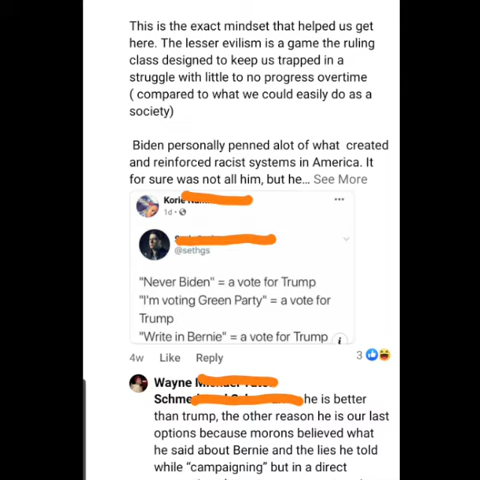 This is the exact mindset that helped us get
here. The lesser evilism is a game the ruling
class designed to keep us trapped in a
struggle with little to no progress overtime
( compared to what we could easily do as a
society)
Biden personally penned alot of what created
and reinforced racist systems in America. It
for sure was not all him, but he... See More
Korie
1d
@sethgs
"Never Biden" = a vote for Trump
"I'm voting Green Party" = a vote for
Trump
"Write in Bernie" = a vote for Trump
4w Like Reply 3
Wayne
Schme he is better
than trump, the other reason he is our last
options because morons believed what
he said about Bernie and the lies he told
while "campaigning" but in a direct